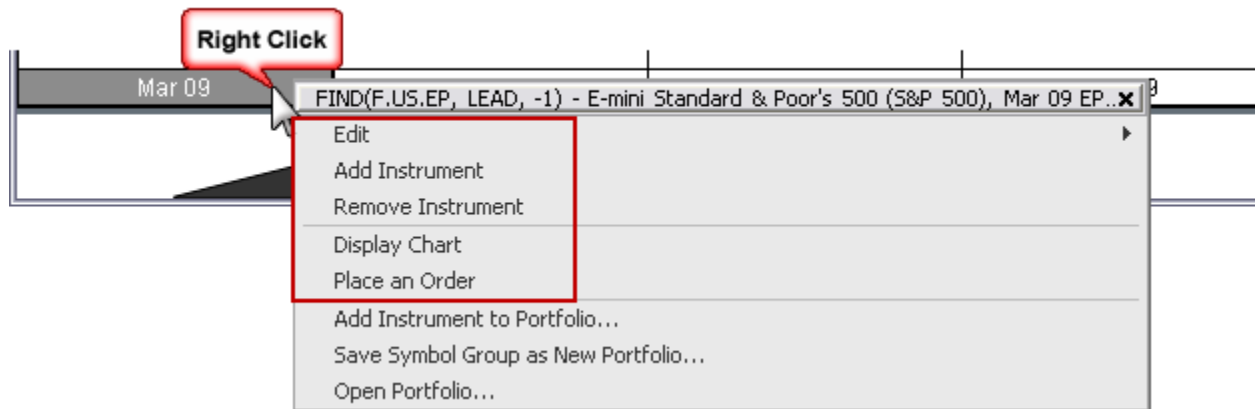 Right Click
Mar 09
FIND(F.US.EP, LEAD, -1) - E-mini Standard & Poor's 500 (S&P 500), Mar 09 EP..
Edit
Add Instrument
Remove Instrument
Display Chart
Place an Order
Add Instrument to Portfolio...
Save Symbol Group as New Portfolio...
Open Portfolio...